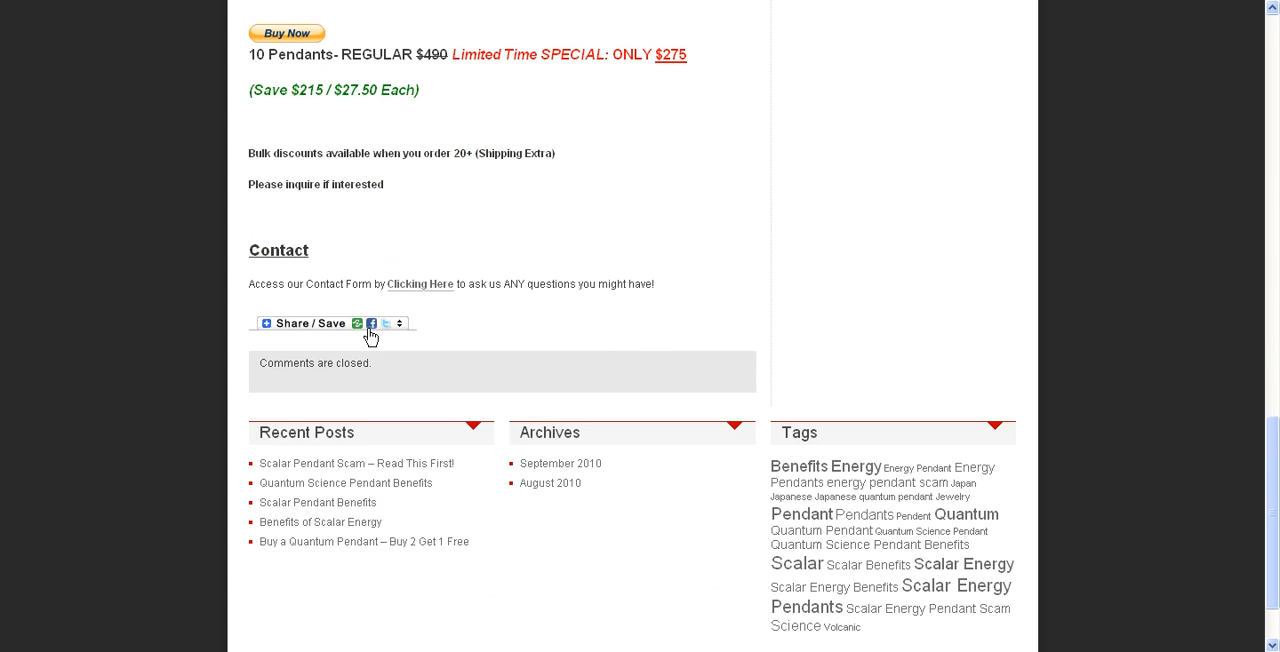 Buy Now
10 Pendants- REGULAR $490 Limited Time SPECIAL: ONLY $275
(Save $215 / $27.50 Each)
Bulk discounts available when you order 20+ (Shipping Extra)
Please inquire if interested
Contact
Access our Contact Form by Clicking Here to ask us ANY questions you might have!
Share / Save
Comments are closed.
Recent Posts
Scalar Pendant Scam – Read This First!
Quantum Science Pendant Benefits
Scalar Pendant Benefits
Benefits of Scalar Energy
Buy a Quantum Pendant – Buy 2 Get 1 Free
Archives
September 2010
August 2010
Tags
Benefits Energy Energy Pendant Energy
Pendants energy pendant scam Japan
Japanese Japanese quantum pendant Jewelry
Pendant Pendants Pendent Quantum
Quantum Pendant Quantum Science Pendant
Quantum Science Pendant Benefits
Scalar Scalar Benefits Scalar Energy
Scalar Energy Benefits Scalar Energy
Pendants Scalar Energy Pendant Scam
Science Volcanic